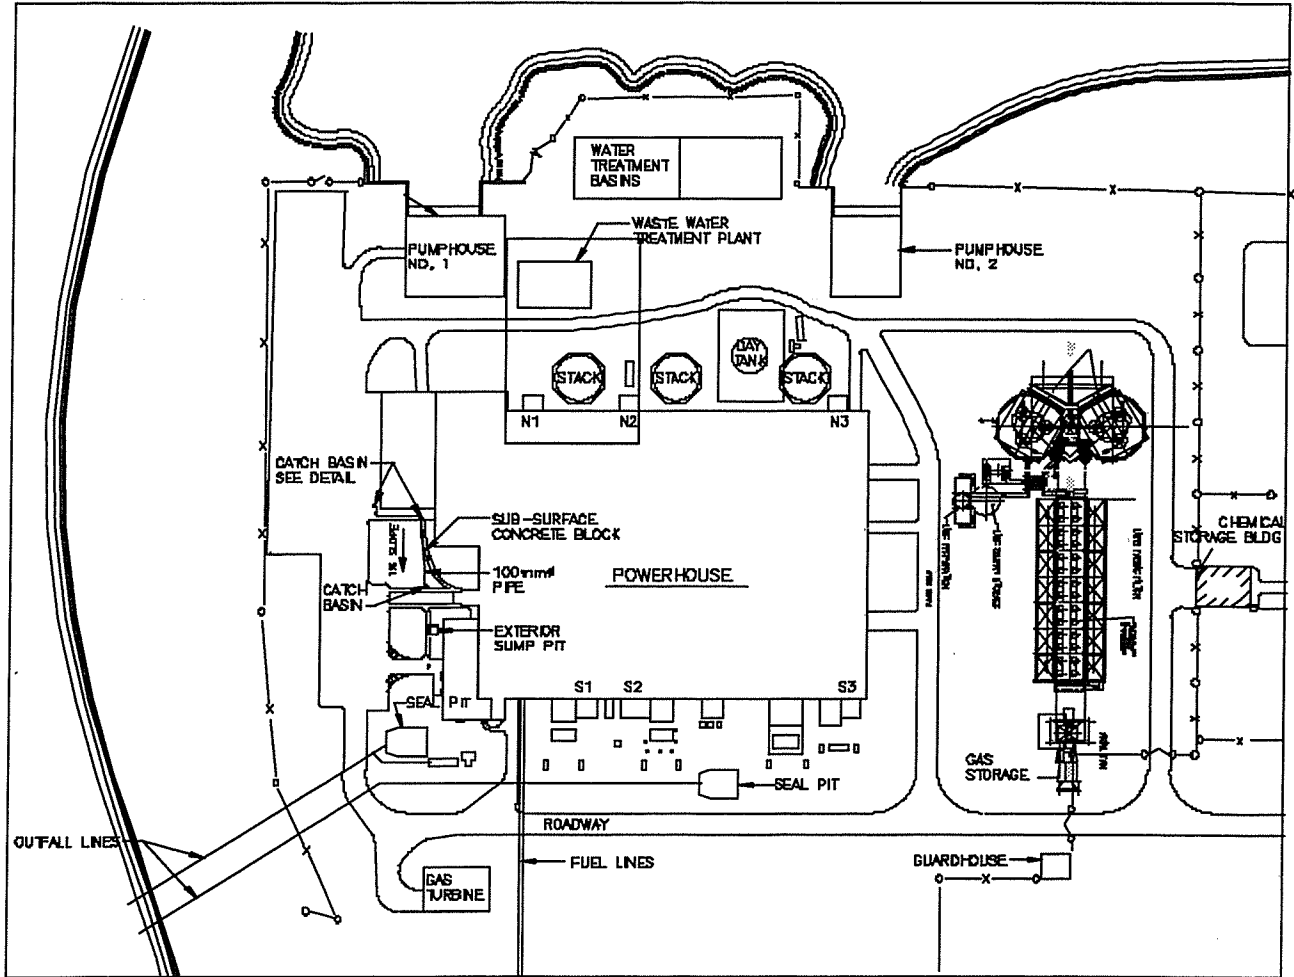 WATER
TREATMENT
BASINS
WASTE WATER
TREATMENT PLANT
PUMPHOUSE
NO. 1
PUMPHOUSE
NO. 2
DAY
TANK
STACK
STACK
STACK
N1
N2
N3
CATCH BASIN
SEE DETAIL
SUB-SURFACE
CONCRETE BLOCK
CHEMICAL
STORAGE BLDG
1% SLOPE
100mmø
PIPE
POWERHOUSE
CATCH
BASIN
EXTERIOR
SUMP PIT
S1
S2
S3
SEAL PIT
GAS
STORAGE
SEAL PIT
ROADWAY
OUTFALL LINES
FUEL LINES
GUARDHOUSE
GAS
TURBINE